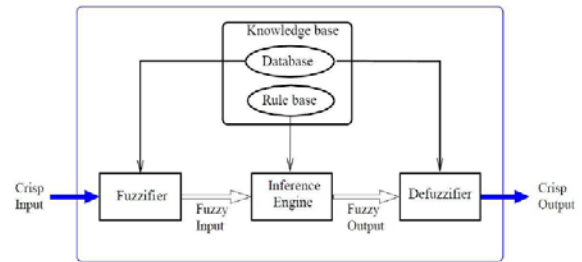 Knowledge base
Database
Rule base
Crisp
Input
Fuzzifier
Fuzzy
Input
Inference
Engine
Fuzzy
Output
Defuzzifier
Crisp
Output